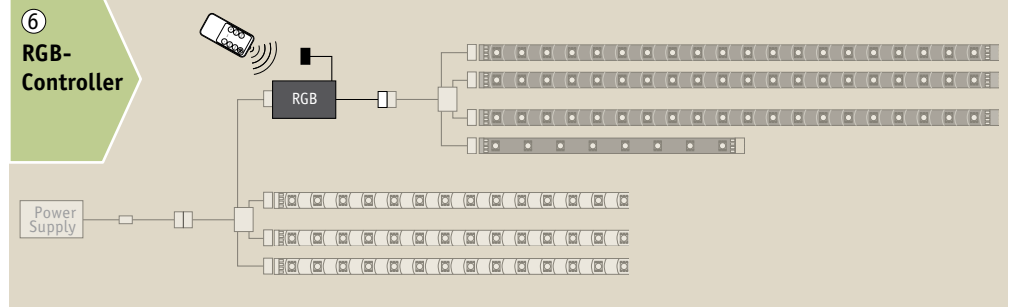 6
RGB-
Controller
RGB
Power
Supply